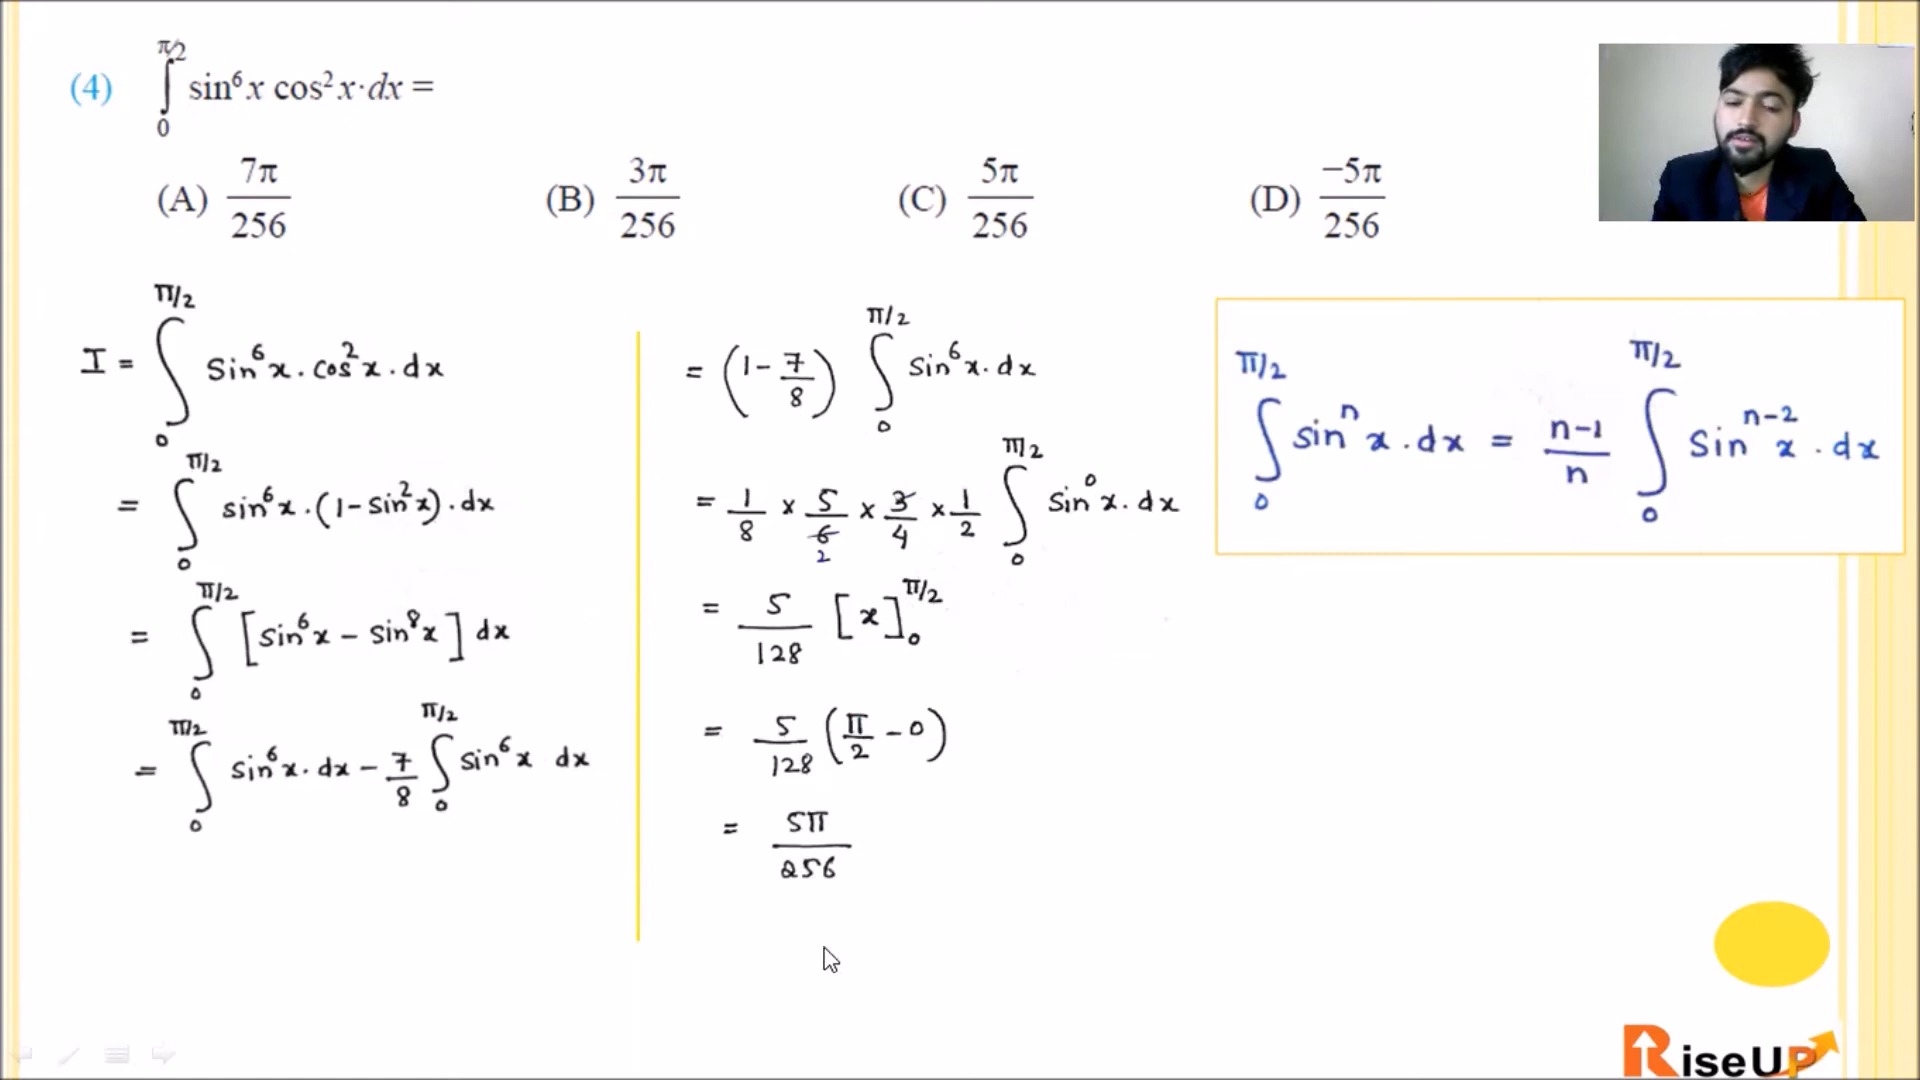 (4) ∫₀^{π/2} sin⁶x cos²x·dx =
(A) 7π/256 (B) 3π/256 (C) 5π/256 (D) −5π/256
I = ∫₀^{π/2} sin⁶x . cos²x . dx
= ∫₀^{π/2} sin⁶x . (1 - sin²x) . dx
= ∫₀^{π/2} [sin⁶x - sin⁸x] dx
= ∫₀^{π/2} sin⁶x . dx - 7/8 ∫₀^{π/2} sin⁶x dx
= (1 - 7/8) ∫₀^{π/2} sin⁶x . dx
= 1/8 × 5/6 × 3/4 × 1/2 ∫₀^{π/2} sin⁰x . dx
2
= 5/128 [x]₀^{π/2}
= 5/128 (π/2 - 0)
= 5π/256
∫₀^{π/2} sinⁿx . dx = (n-1)/n ∫₀^{π/2} sin^{n-2}x . dx
RiseUP